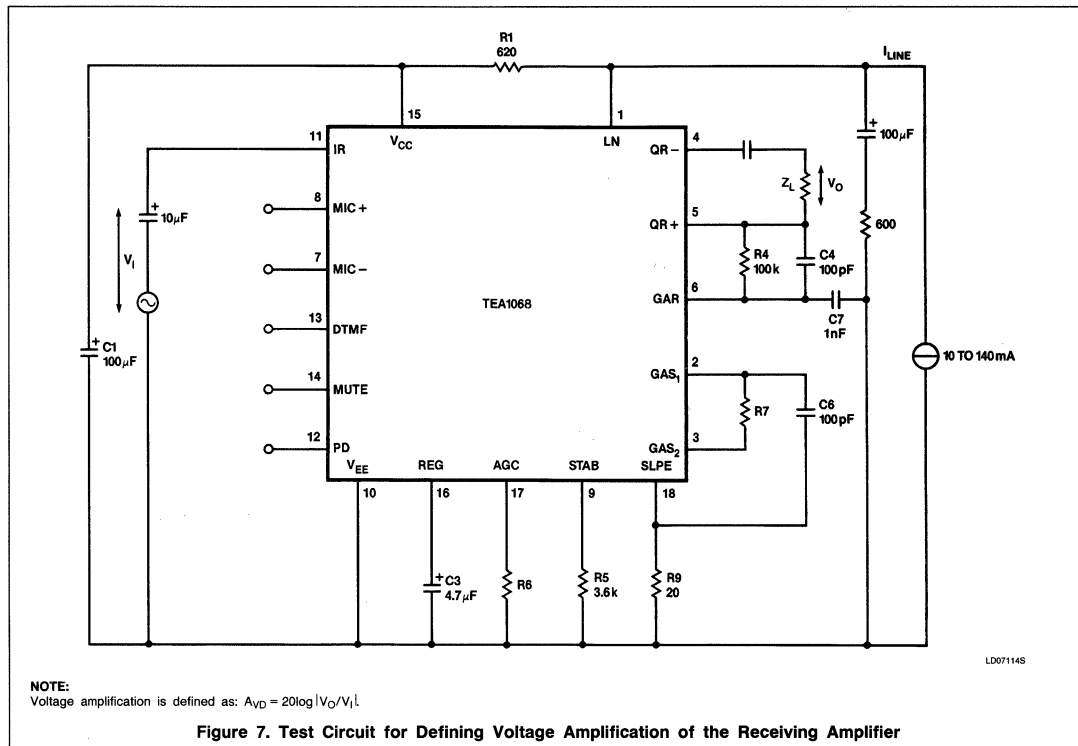 R1
620
I LINE
15
1
11
VCC
LN
4
100µF
IR
QR−
ZL
VO
8
10µF
MIC+
5
QR+
600
VI
7
R4
100k
C4
100pF
MIC−
6
TEA1068
GAR
C7
1nF
13
DTMF
C1
100µF
10 TO 140mA
2
14
GAS1
MUTE
R7
C6
100pF
12
3
PD
GAS2
VEE
REG
AGC
STAB
SLPE
10
16
17
9
18
C3
4.7µF
R6
R5
3.6k
R9
20
LD07114S
NOTE:
Voltage amplification is defined as: AVD = 20log |VO/VI|.
Figure 7. Test Circuit for Defining Voltage Amplification of the Receiving Amplifier